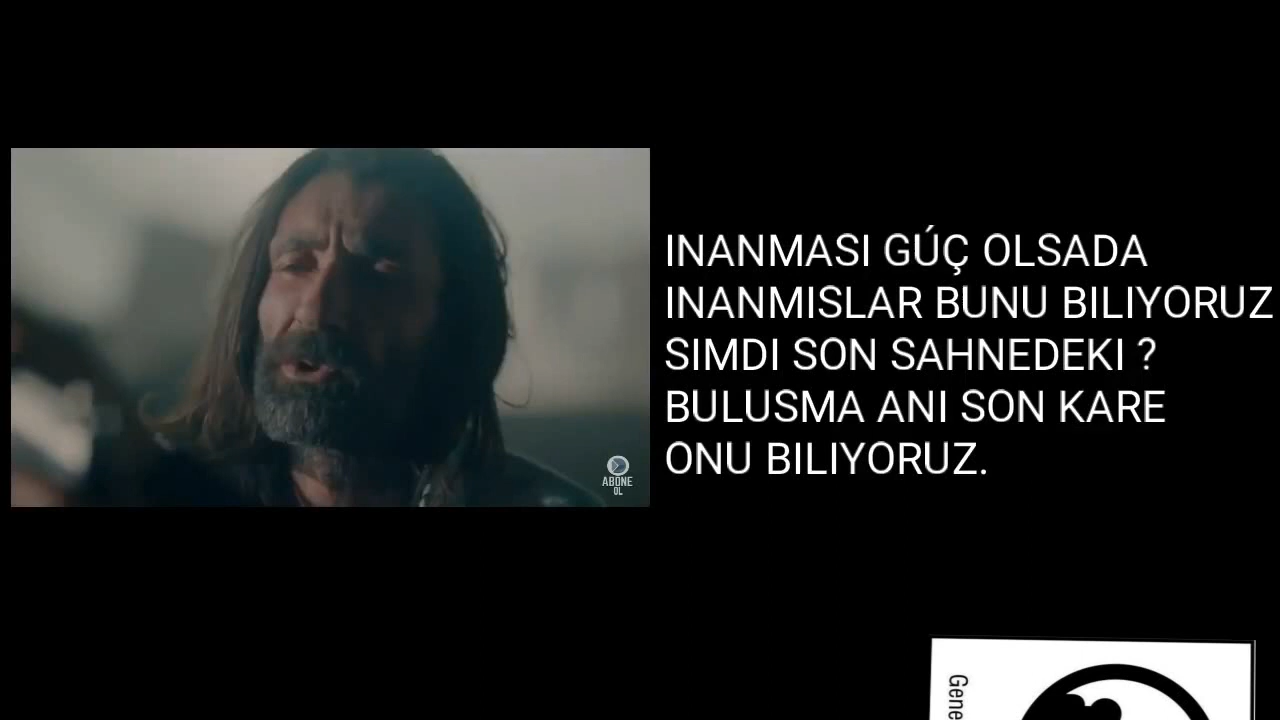 INANMASI GÚÇ OLSADA
INANMISLAR BUNU BILIYORUZ
SIMDI SON SAHNEDEKI ?
BULUSMA ANI SON KARE
ONU BILIYORUZ.
ABONE
OL